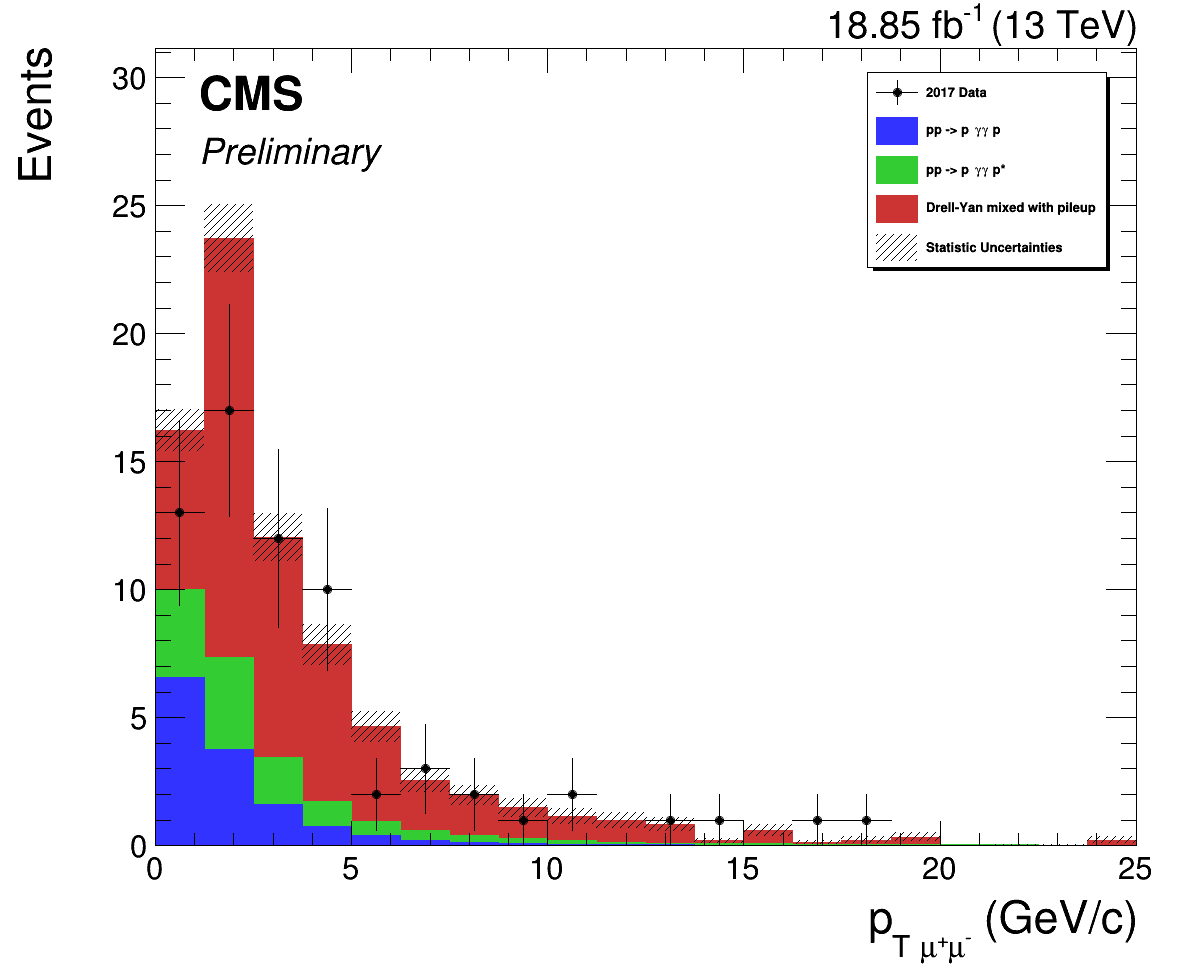 18.85 fb⁻¹ (13 TeV)
Events
CMS
Preliminary
2017 Data
pp -> p γγ p
pp -> p γγ p*
Drell-Yan mixed with pileup
Statistic Uncertainties
30
25
20
15
10
5
0
0 5 10 15 20 25
p_T μ⁺μ⁻ (GeV/c)